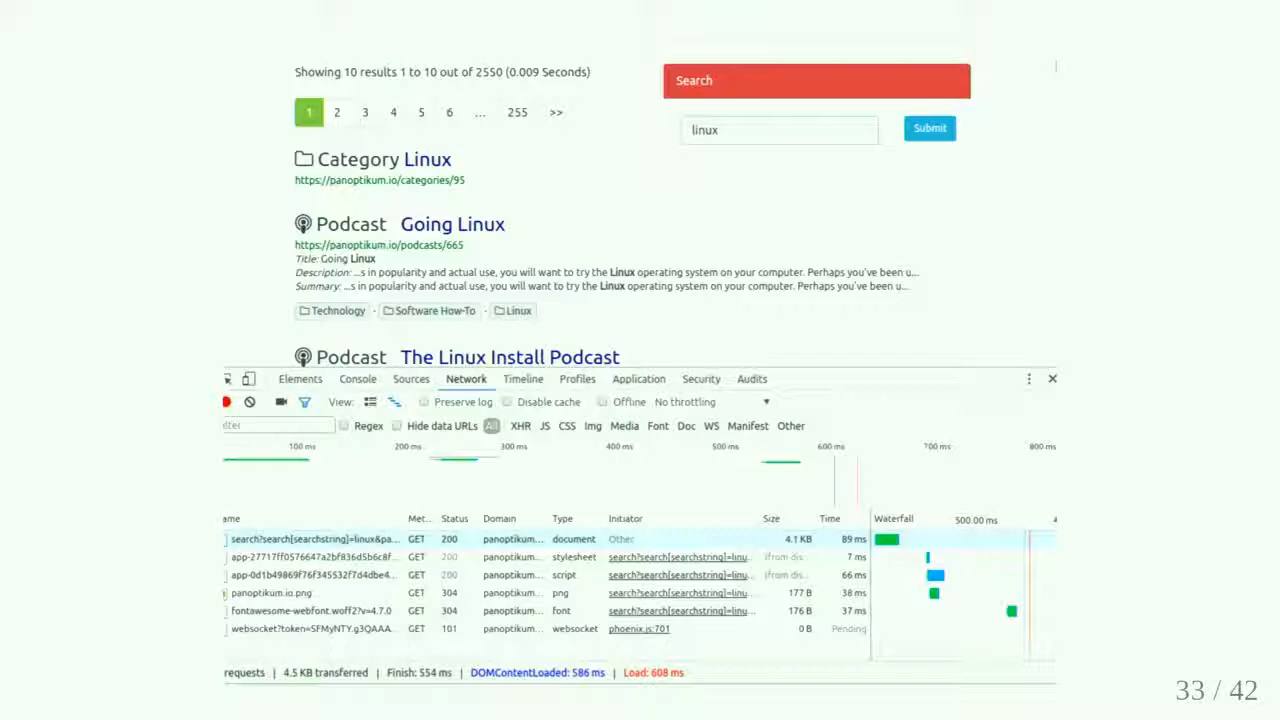 Showing 10 results 1 to 10 out of 2550 (0.009 Seconds)
Search
1 2 3 4 5 6 ... 255 >>
linux
Submit
Category Linux
https://panoptikum.io/categories/95
Podcast Going Linux
https://panoptikum.io/podcasts/665
Title: Going Linux
Description: ...s in popularity and actual use, you will want to try the Linux operating system on your computer. Perhaps you've been u...
Summary: ...s in popularity and actual use, you will want to try the Linux operating system on your computer. Perhaps you've been u...
Technology · Software How-To · Linux
Podcast The Linux Install Podcast
Elements Console Sources Network Timeline Profiles Application Security Audits
View: Preserve log Disable cache Offline No throttling
Regex Hide data URLs All XHR JS CSS Img Media Font Doc WS Manifest Other
100 ms 200 ms 300 ms 400 ms 500 ms 600 ms 700 ms 800 ms
ame Met... Status Domain Type Initiator Size Time Waterfall 500.00 ms
search?search[searchstring]=linux&pa... GET 200 panoptikum... document Other 4.1 KB 89 ms
app-27717ff0576647a2bf836d5b6c8f... GET 200 panoptikum... stylesheet search?search[searchstring]=linu... (from dis... 7 ms
app-0d1b49869f76f345532f7d4dbe4... GET 200 panoptikum... script search?search[searchstring]=linu... (from dis... 66 ms
panoptikum.io.png GET 304 panoptikum... png search?search[searchstring]=linu... 177 B 38 ms
fontawesome-webfont.woff2?v=4.7.0 GET 304 panoptikum... font search?search[searchstring]=linu... 176 B 37 ms
websocket?token=SFMyNTY.g3QAAA... GET 101 panoptikum... websocket phoenix.js:701 0 B Pending
requests | 4.5 KB transferred | Finish: 554 ms | DOMContentLoaded: 586 ms | Load: 608 ms
33 / 42